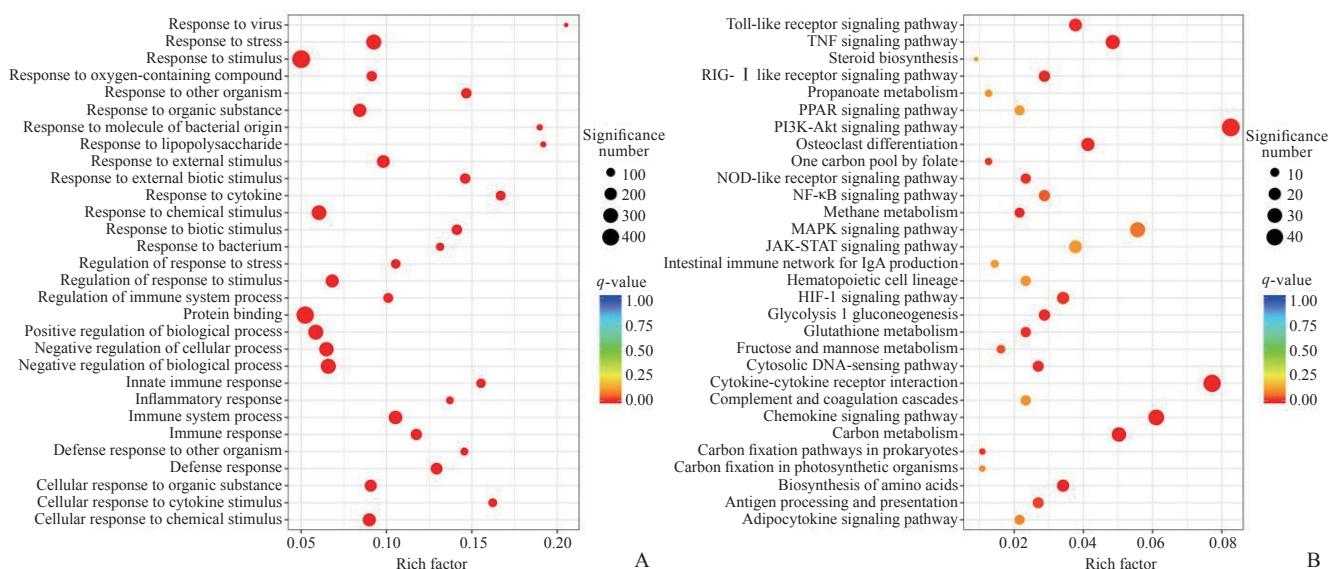 Response to virus
Response to stress
Response to stimulus
Response to oxygen-containing compound
Response to other organism
Response to organic substance
Response to molecule of bacterial origin
Response to lipopolysaccharide
Response to external stimulus
Response to external biotic stimulus
Response to cytokine
Response to chemical stimulus
Response to biotic stimulus
Response to bacterium
Regulation of response to stress
Regulation of response to stimulus
Regulation of immune system process
Protein binding
Positive regulation of biological process
Negative regulation of cellular process
Negative regulation of biological process
Innate immune response
Inflammatory response
Immune system process
Immune response
Defense response to other organism
Defense response
Cellular response to organic substance
Cellular response to cytokine stimulus
Cellular response to chemical stimulus
0.05 0.10 0.15 0.20
Rich factor
Significance
number
100
200
300
400
q-value
1.00
0.75
0.50
0.25
0.00
A
Toll-like receptor signaling pathway
TNF signaling pathway
Steroid biosynthesis
RIG- I like receptor signaling pathway
Propanoate metabolism
PPAR signaling pathway
PI3K-Akt signaling pathway
Osteoclast differentiation
One carbon pool by folate
NOD-like receptor signaling pathway
NF-κB signaling pathway
Methane metabolism
MAPK signaling pathway
JAK-STAT signaling pathway
Intestinal immune network for IgA production
Hematopoietic cell lineage
HIF-1 signaling pathway
Glycolysis 1 gluconeogenesis
Glutathione metabolism
Fructose and mannose metabolism
Cytosolic DNA-sensing pathway
Cytokine-cytokine receptor interaction
Complement and coagulation cascades
Chemokine signaling pathway
Carbon metabolism
Carbon fixation pathways in prokaryotes
Carbon fixation in photosynthetic organisms
Biosynthesis of amino acids
Antigen processing and presentation
Adipocytokine signaling pathway
0.02 0.04 0.06 0.08
Rich factor
Significance
number
10
20
30
40
q-value
1.00
0.75
0.50
0.25
0.00
B